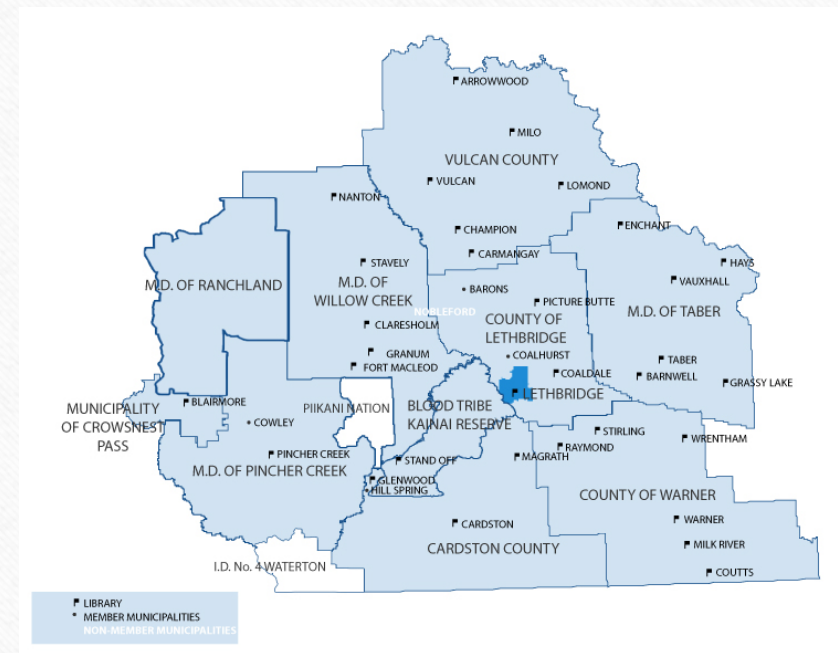 ARROWWOOD
MILO
VULCAN COUNTY
VULCAN
LOMOND
NANTON
ENCHANT
CHAMPION
CARMANGAY
STAVELY
HAYS
M.D. OF RANCHLAND
M.D. OF
WILLOW CREEK
VAUXHALL
BARONS
PICTURE BUTTE
NOBLEFORD
M.D. OF TABER
COUNTY OF
LETHBRIDGE
CLARESHOLM
GRANUM
COALHURST
FORT MACLEOD
TABER
COALDALE
BARNWELL
GRASSY LAKE
LETHBRIDGE
BLAIRMORE
MUNICIPALITY
OF CROWSNEST
PASS
PIIKANI NATION
BLOOD TRIBE
KAINAI RESERVE
COWLEY
STIRLING
WRENTHAM
RAYMOND
MAGRATH
PINCHER CREEK
STAND OFF
M.D. OF PINCHER CREEK
GLENWOOD
HILL SPRING
COUNTY OF WARNER
CARDSTON
WARNER
CARDSTON COUNTY
MILK RIVER
I.D. No. 4 WATERTON
COUTTS
LIBRARY
MEMBER MUNICIPALITIES
NON-MEMBER MUNICIPALITIES